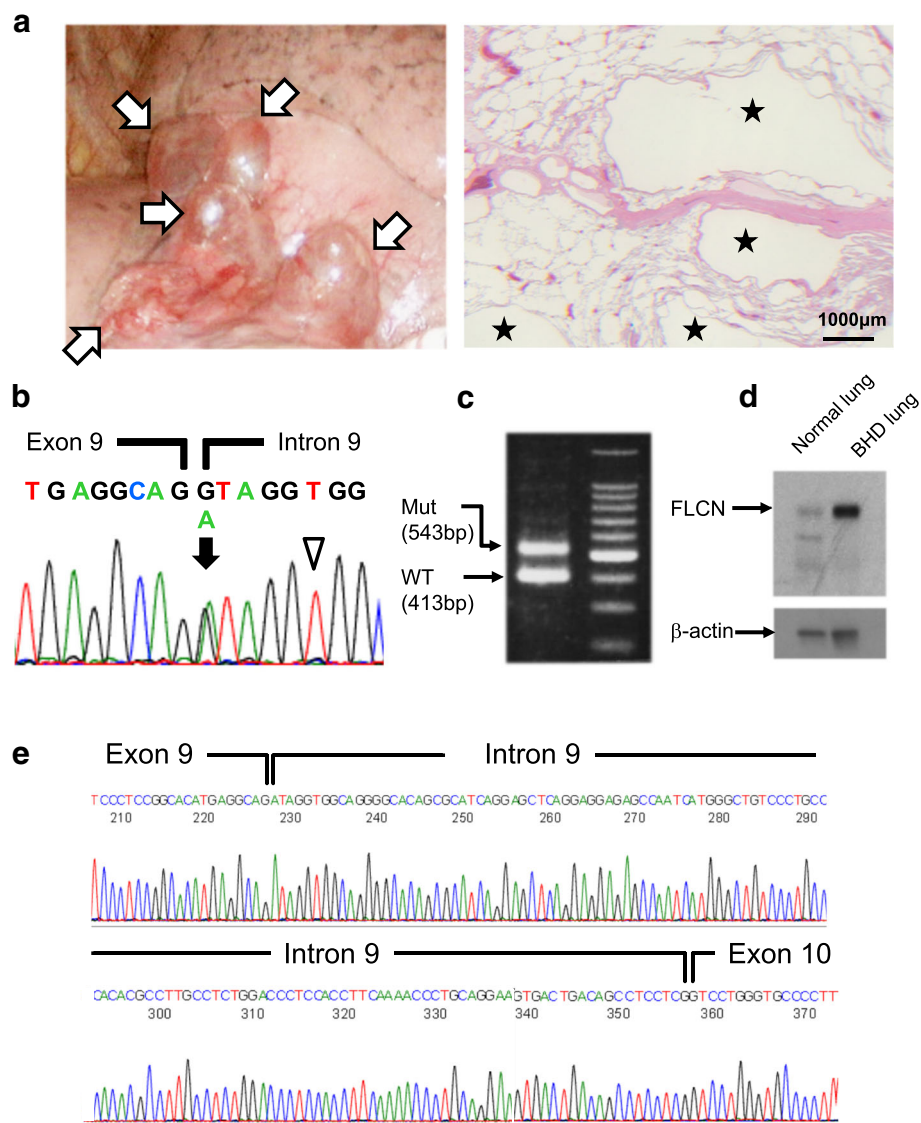 a
1000µm
b
Exon 9 Intron 9
T G A G G C A G G T A G G T G G
A
c
Mut
(543bp)
WT
(413bp)
d
Normal lung
BHD lung
FLCN
β-actin
e
Exon 9 Intron 9
TCCCTCCGGCACATGAGGCAGATAGGTGGCAGGGGCACAGCGCATCAGGAGCTCAGGAGGAGAGCCAATCATGGGCTGTCCCTGCC
210 220 230 240 250 260 270 280 290
Intron 9 Exon 10
CACACGCCTTGCCTCTGGACCCTCCACCTTCAAAACCCTGCAGGAAGTGACTGACAGCCTCCTCGGTCCTGGGTGCCCCTT
300 310 320 330 340 350 360 370